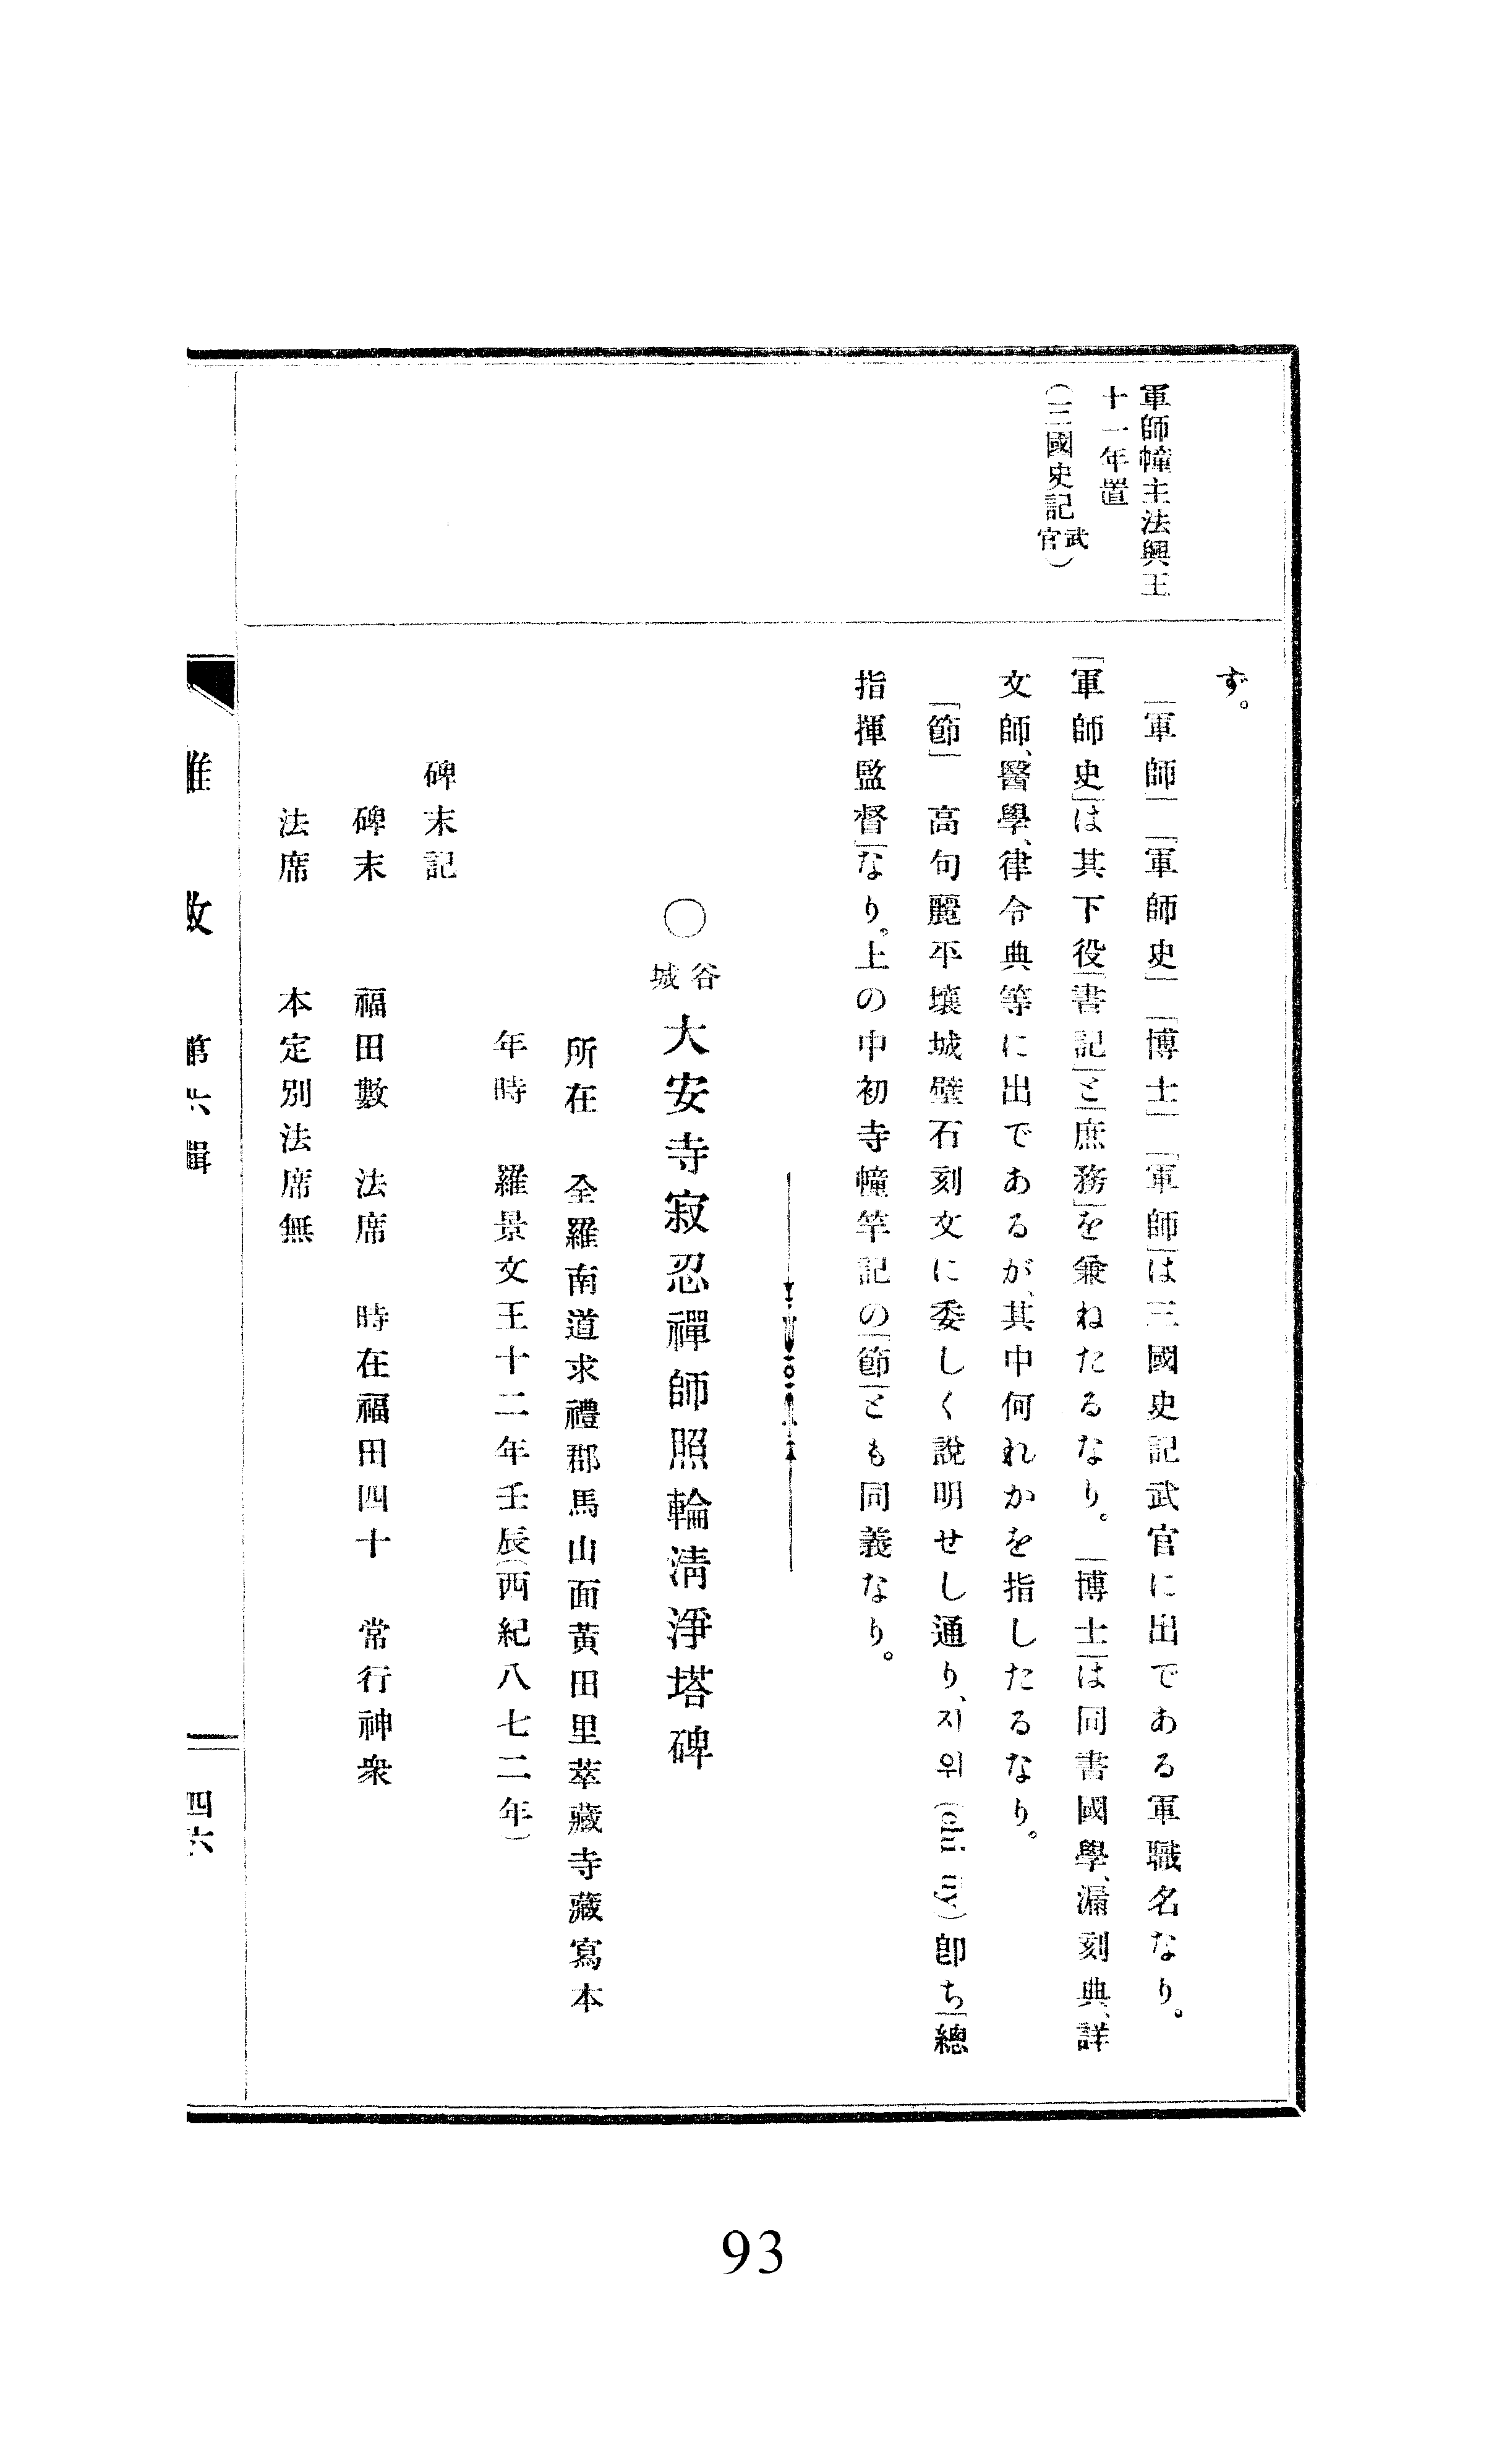 軍師幢主法興王
十一年置
（三國史記武官）
ず。
「軍師」「軍師史」「博士」「軍師」は三國史記武官に出である軍職名なり。
「軍師史」は其下役「書記」と「庶務」を兼ねたるなり。「博士」は同書國學、漏刻典、詳
文師、醫學、律令典等に出であるが、其中何れかを指したるなり。
「節」 高句麗平壤城壁石刻文に委しく說明せし通り、지위 即ち「總
指揮監督」なり。上の中初寺幢竿記の「節」とも同義なり。
〇谷城 大安寺寂忍禪師照輪淸淨塔碑
所在 全羅南道求禮郡馬山面黃田里莘藏寺藏寫本
年時 羅景文王十二年壬辰（西紀八七二年）
碑末記
碑末 福田數 法席 時在福田四十 常行神衆
法席 本定別法席無
雜攷 第六輯 四六
93